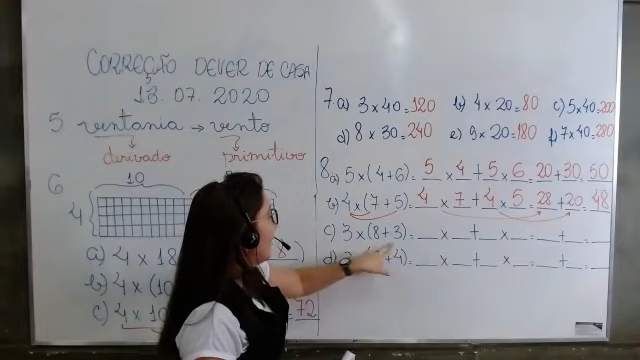 CORREÇÃO DEVER DE CASA
13.07.2020
5 ventania → vento
derivado primitivo
6
10
4
a) 4 x 18
b) 4 x (10
c) 4 x 10 = 72
7 a) 3 x 40 = 120 b) 4 x 20 = 80 c) 5 x 40 = 200
d) 8 x 30 = 240 e) 9 x 20 = 180 f) 7 x 40 = 280
8 a) 5 x (4+6) = 5 x 4 + 5 x 6 = 20 + 30 = 50
b) 4 x (7+5) = 4 x 7 + 4 x 5 = 28 + 20 = 48
c) 3 x (8+3) = __ x __ + __ x __ = __ + __ = __
d) +4) = __ x __ + __ x __ = __ + __ = __